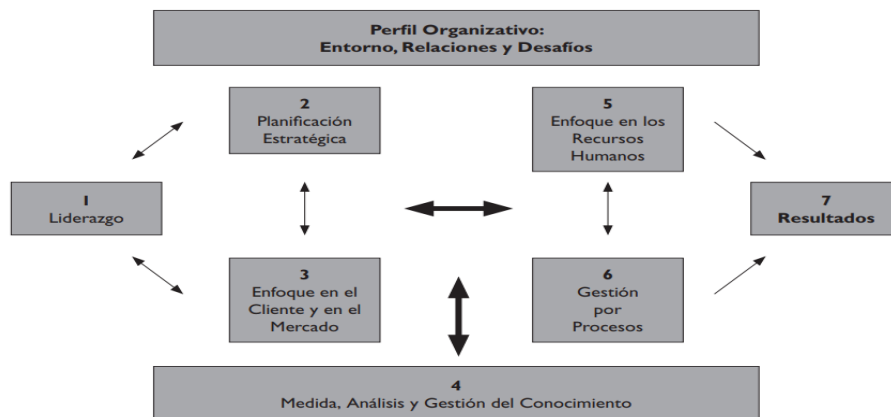 Perfil Organizativo:
Entorno, Relaciones y Desafíos
2
Planificación
Estratégica
5
Enfoque en los
Recursos
Humanos
1
Liderazgo
7
Resultados
3
Enfoque en el
Cliente y en el
Mercado
6
Gestión
por
Procesos
4
Medida, Análisis y Gestión del Conocimiento